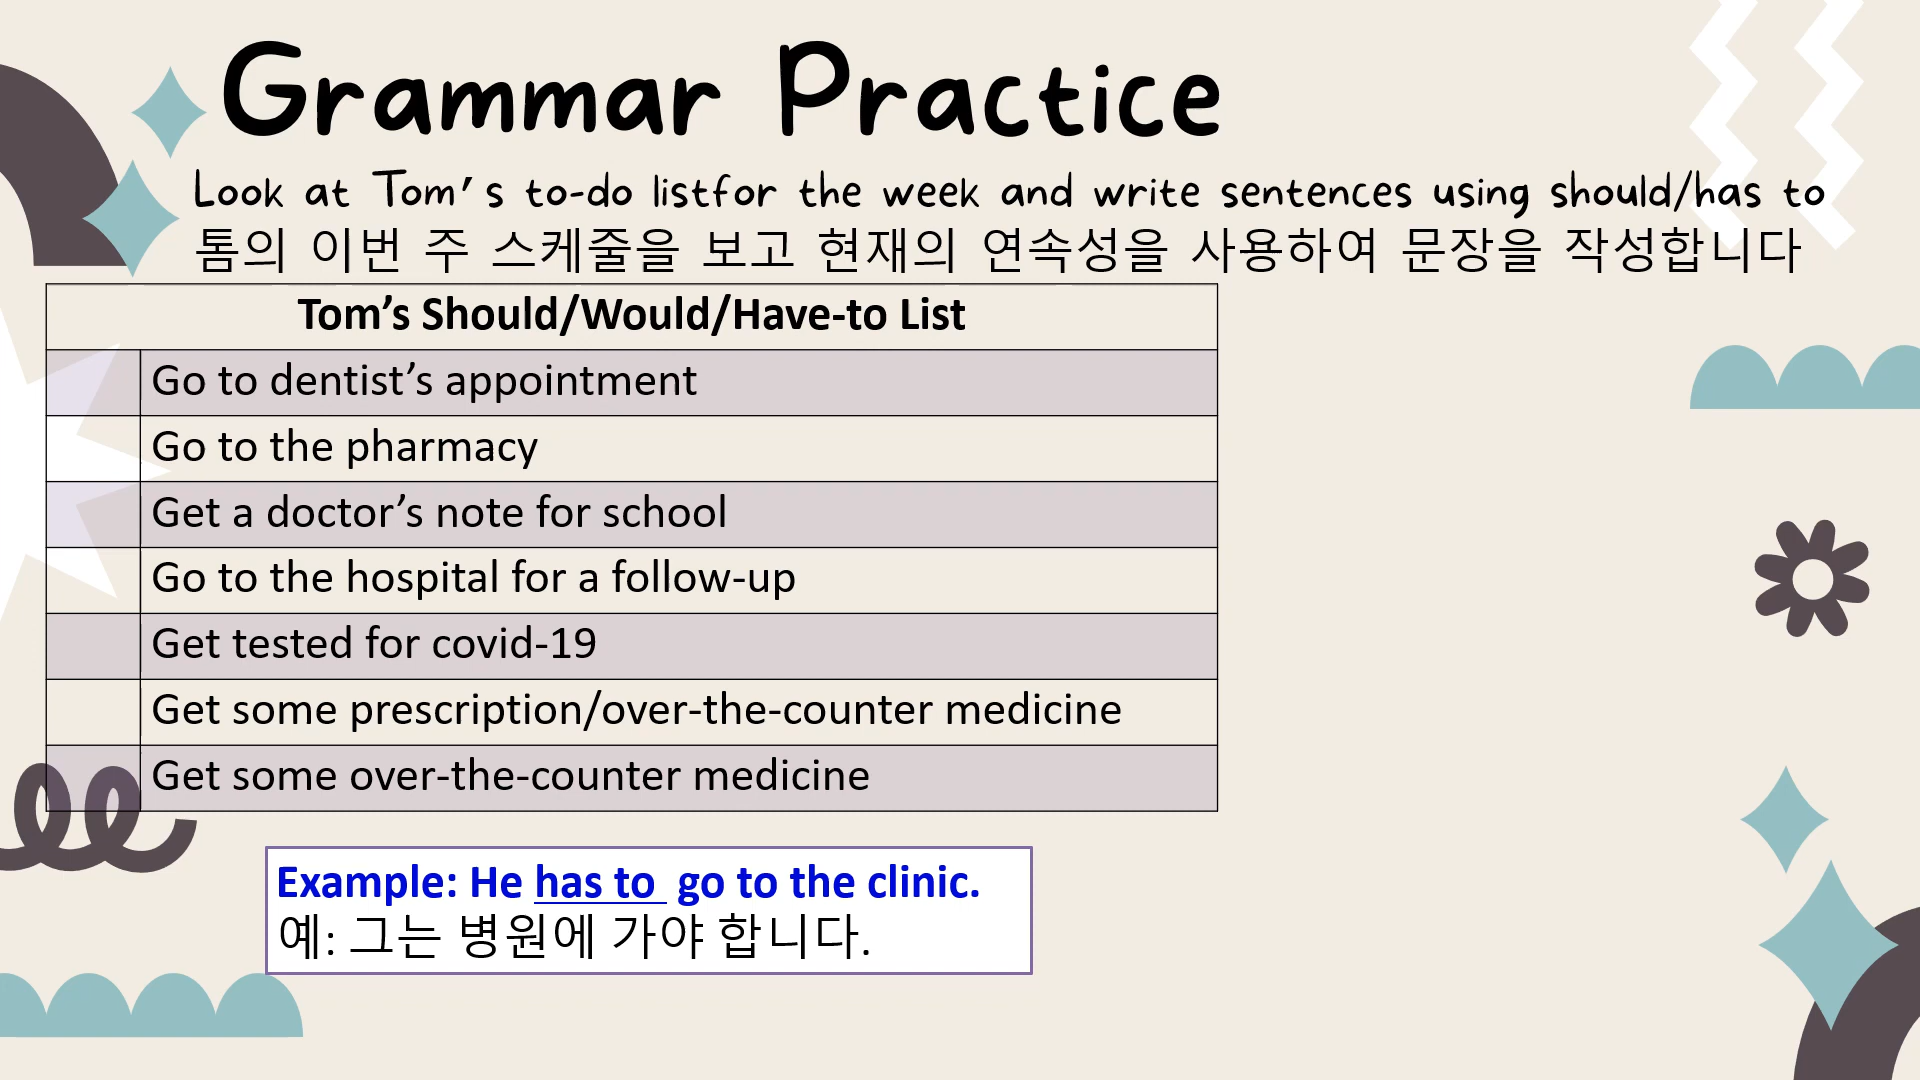 Grammar Practice
Look at Tom’s to-do listfor the week and write sentences using should/has to
톰의 이번 주 스케줄을 보고 현재의 연속성을 사용하여 문장을 작성합니다
Tom’s Should/Would/Have-to List
Go to dentist’s appointment
Go to the pharmacy
Get a doctor’s note for school
Go to the hospital for a follow-up
Get tested for covid-19
Get some prescription/over-the-counter medicine
Get some over-the-counter medicine
Example: He has to go to the clinic.
예: 그는 병원에 가야 합니다.